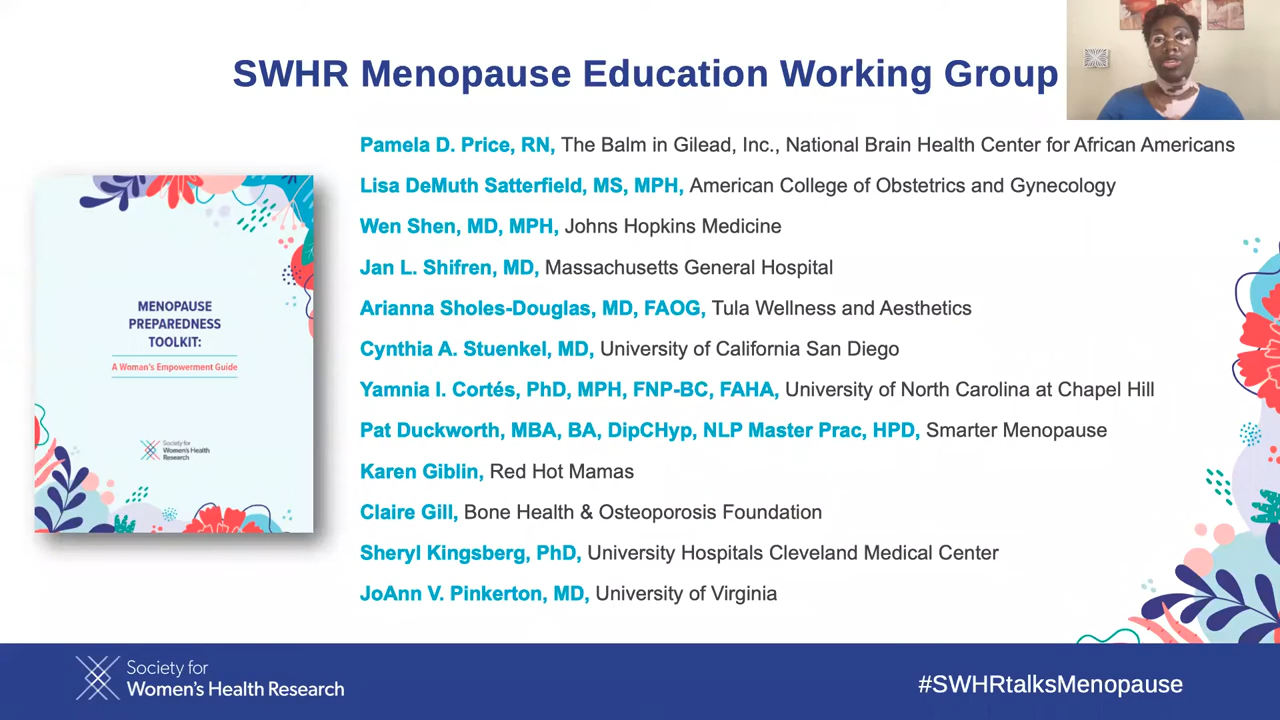 SWHR Menopause Education Working Group
Pamela D. Price, RN, The Balm in Gilead, Inc., National Brain Health Center for African Americans
Lisa DeMuth Satterfield, MS, MPH, American College of Obstetrics and Gynecology
Wen Shen, MD, MPH, Johns Hopkins Medicine
Jan L. Shifren, MD, Massachusetts General Hospital
Arianna Sholes-Douglas, MD, FAOG, Tula Wellness and Aesthetics
Cynthia A. Stuenkel, MD, University of California San Diego
Yamnia I. Cortés, PhD, MPH, FNP-BC, FAHA, University of North Carolina at Chapel Hill
Pat Duckworth, MBA, BA, DipCHyp, NLP Master Prac, HPD, Smarter Menopause
Karen Giblin, Red Hot Mamas
Claire Gill, Bone Health & Osteoporosis Foundation
Sheryl Kingsberg, PhD, University Hospitals Cleveland Medical Center
JoAnn V. Pinkerton, MD, University of Virginia
MENOPAUSE
PREPAREDNESS
TOOLKIT:
A Woman's Empowerment Guide
Society for
Women's Health
Research
Society for
Women's Health Research
#SWHRtalksMenopause